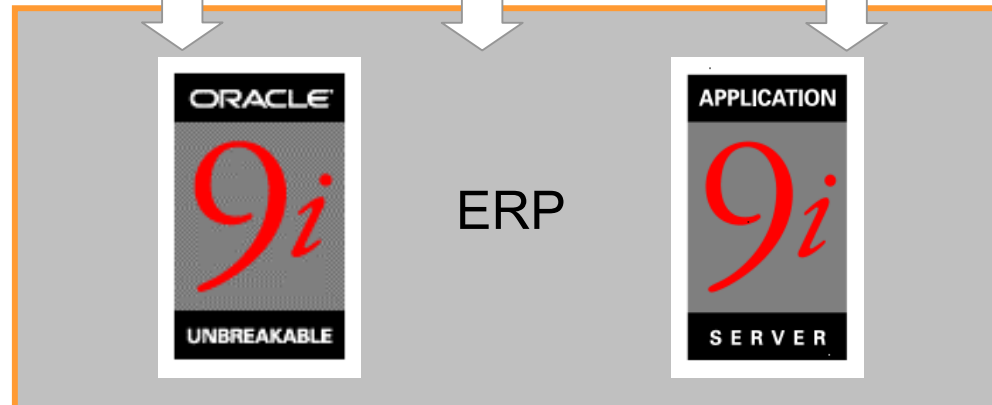 ORACLE
9i
UNBREAKABLE
ERP
APPLICATION
9i
SERVER